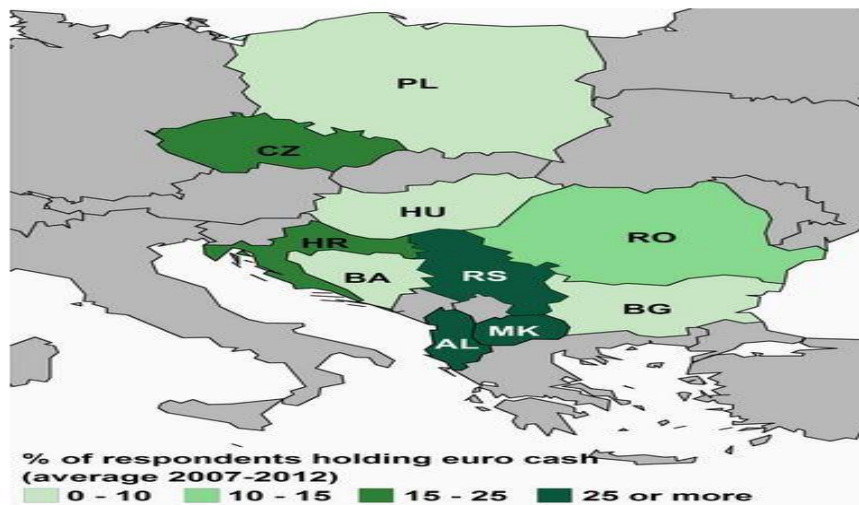 PL
CZ
HU
HR
RO
BA
RS
BG
MK
AL
% of respondents holding euro cash
(average 2007-2012)
0 - 10 10 - 15 15 - 25 25 or more